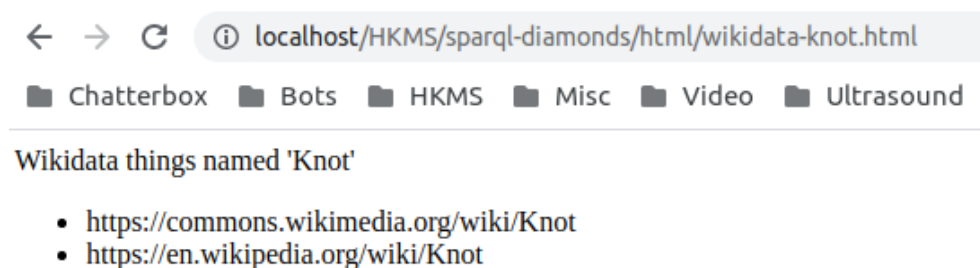 localhost/HKMS/sparql-diamonds/html/wikidata-knot.html
Chatterbox Bots HKMS Misc Video Ultrasound
Wikidata things named 'Knot'
• https://commons.wikimedia.org/wiki/Knot
• https://en.wikipedia.org/wiki/Knot